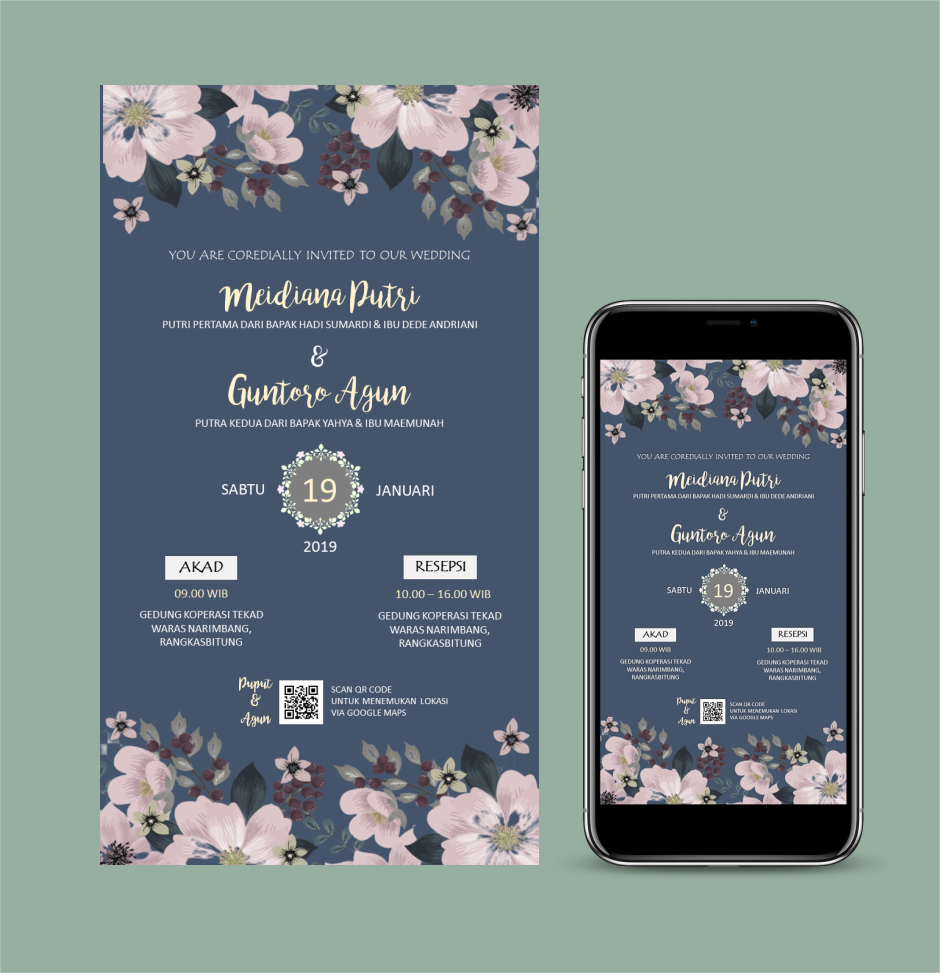 YOU ARE COREDIALLY INVITED TO OUR WEDDING
Meidiana Putri
PUTRI PERTAMA DARI BAPAK HADI SUMARDI & IBU DEDE ANDRIANI
&
Guntoro Agun
PUTRA KEDUA DARI BAPAK YAHYA & IBU MAEMUNAH
SABTU 19 JANUARI
2019
AKAD
09.00 WIB
GEDUNG KOPERASI TEKAD
WARAS NARIMBANG,
RANGKASBITUNG
RESEPSI
10.00 – 16.00 WIB
GEDUNG KOPERASI TEKAD
WARAS NARIMBANG,
RANGKASBITUNG
Puput
&
Agun
SCAN QR CODE
UNTUK MENEMUKAN LOKASI
VIA GOOGLE MAPS
YOU ARE COREDIALLY INVITED TO OUR WEDDING
Meidiana Putri
PUTRI PERTAMA DARI BAPAK HADI SUMARDI & IBU DEDE ANDRIANI
&
Guntoro Agun
PUTRA KEDUA DARI BAPAK YAHYA & IBU MAEMUNAH
SABTU 19 JANUARI
2019
AKAD
09.00 WIB
GEDUNG KOPERASI TEKAD
WARAS NARIMBANG,
RANGKASBITUNG
RESEPSI
10.00 – 16.00 WIB
GEDUNG KOPERASI TEKAD
WARAS NARIMBANG,
RANGKASBITUNG
Puput
&
Agun
SCAN QR CODE
UNTUK MENEMUKAN LOKASI
VIA GOOGLE MAPS